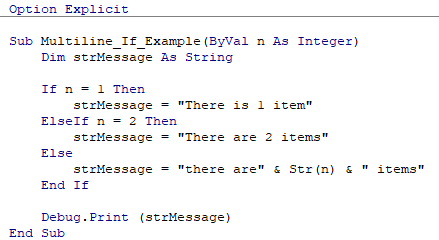 Option Explicit
Sub Multiline_If_Example(ByVal n As Integer)
    Dim strMessage As String
    If n = 1 Then
        strMessage = "There is 1 item"
    ElseIf n = 2 Then
        strMessage = "There are 2 items"
    Else
        strMessage = "there are" & Str(n) & " items"
    End If
    Debug.Print (strMessage)
End Sub